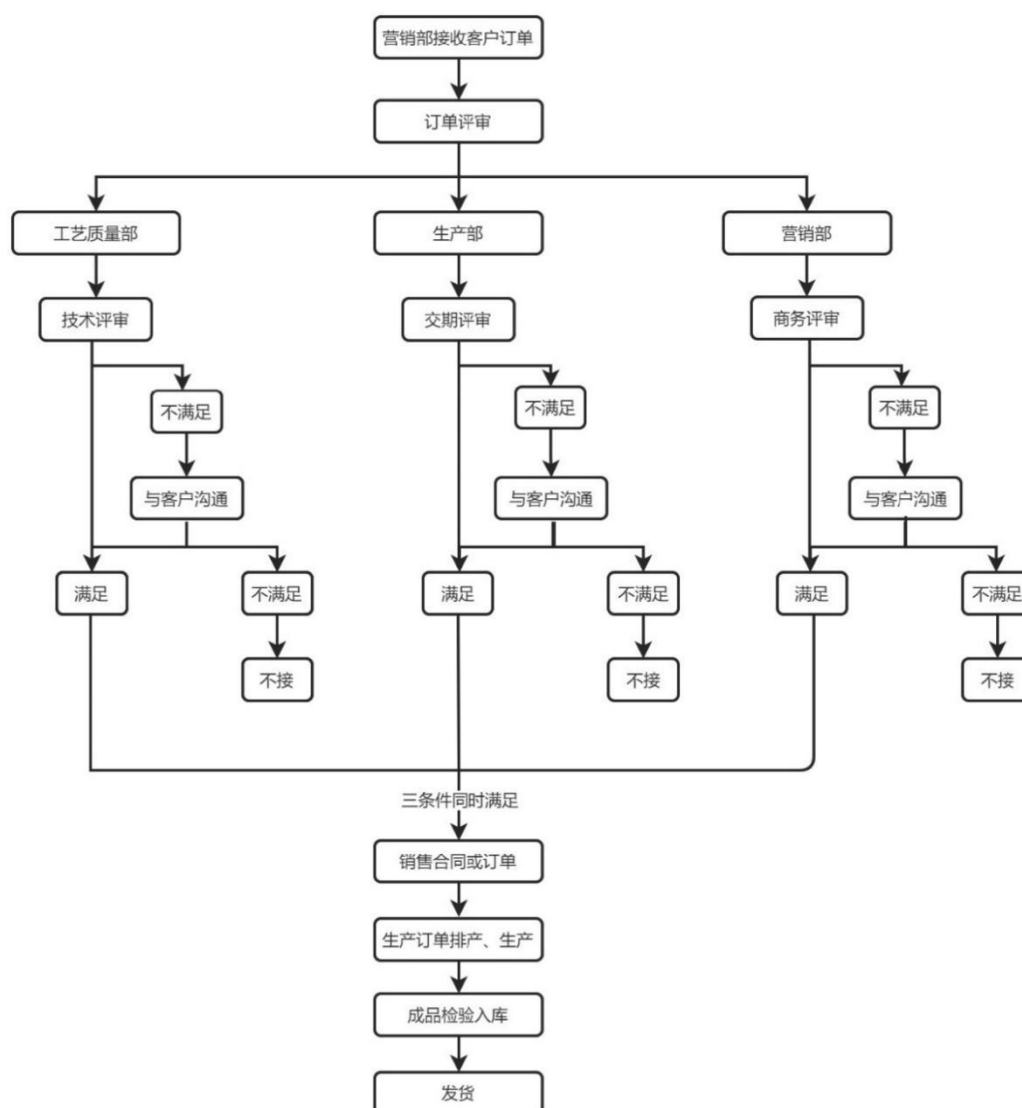 营销部接收客户订单
订单评审
工艺质量部
生产部
营销部
技术评审
交期评审
商务评审
不满足
不满足
不满足
与客户沟通
与客户沟通
与客户沟通
满足
不满足
满足
不满足
满足
不满足
不接
不接
不接
三条件同时满足
销售合同或订单
生产订单排产、生产
成品检验入库
发货